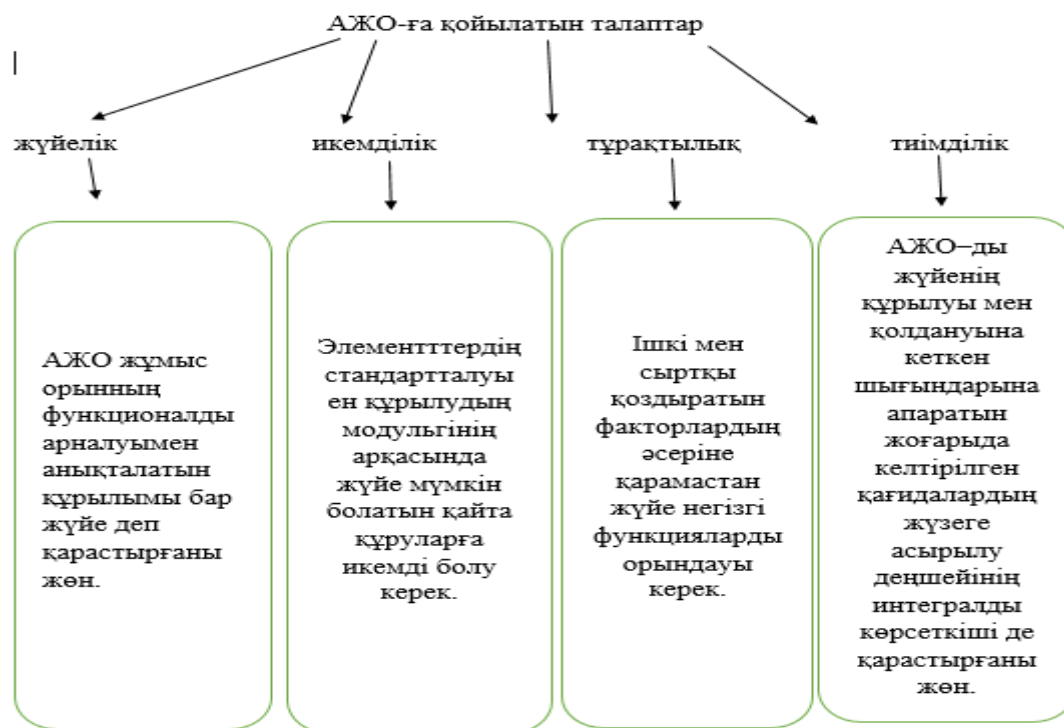 АЖО-ға қойылатын талаптар
жүйелік
икемділік
тұрақтылық
тиімділік
АЖО жұмыс
орынның
функционалды
арналуымен
анықталатын
құрылымы бар
жүйе деп
қарастырғаны
жөн.
Элементттердің
стандартталуы
ен құрылудың
модульгінің
арқасында
жүйе мүмкін
болатын қайта
құруларға
икемді болу
керек.
Ішкі мен
сыртқы
қоздыратын
факторлардың
әсеріне
қарамастан
жүйе негізгі
функцияларды
орындауы
керек.
АЖО–ды
жүйенің
құрылуы мен
қолдануына
кеткен
шығындарына
апаратын
жоғарыда
келтірілген
қағидалардың
жүзеге
асырылу
деңшейінің
интегралды
көрсеткіші де
қарастырғаны
жөн.